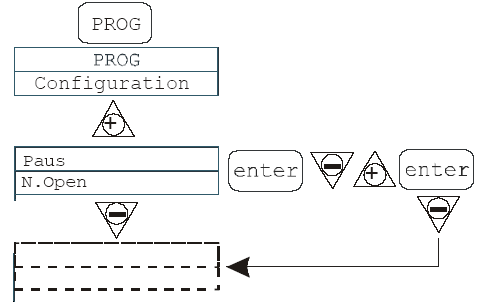 PROG
PROG
Configuration
+
Paus
N.Open
enter
-
+
enter
-
-